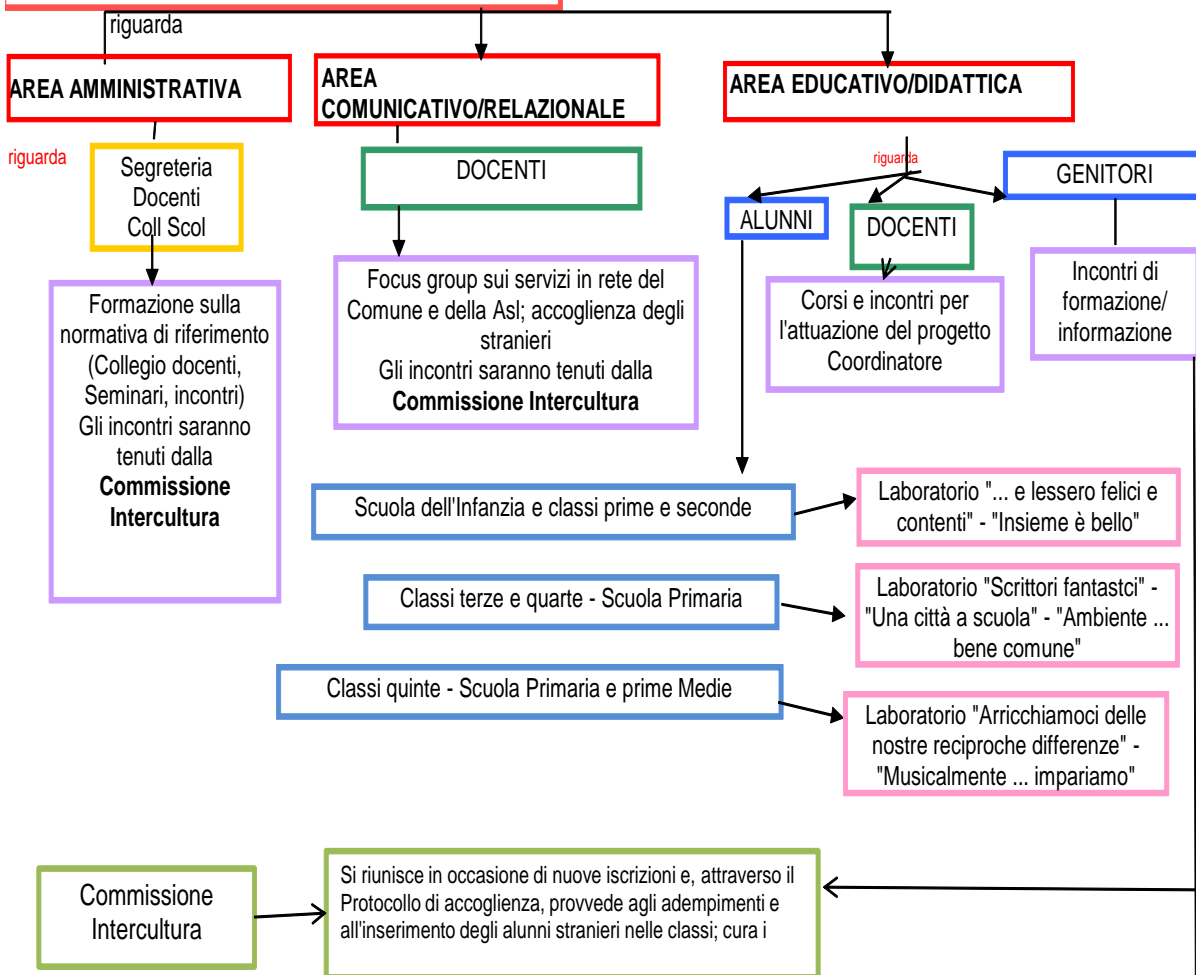 riguarda
AREA AMMINISTRATIVA
AREA
COMUNICATIVO/RELAZIONALE
AREA EDUCATIVO/DIDATTICA
riguarda
Segreteria
Docenti
Coll Scol
DOCENTI
riguarda
ALUNNI
DOCENTI
GENITORI
Formazione sulla
normativa di riferimento
(Collegio docenti,
Seminari, incontri)
Gli incontri saranno
tenuti dalla
Commissione
Intercultura
Focus group sui servizi in rete del
Comune e della Asl; accoglienza degli
stranieri
Gli incontri saranno tenuti dalla
Commissione Intercultura
Corsi e incontri per
l'attuazione del progetto
Coordinatore
Incontri di
formazione/
informazione
Scuola dell'Infanzia e classi prime e seconde
Laboratorio "... e lessero felici e
contenti" - "Insieme è bello"
Classi terze e quarte - Scuola Primaria
Laboratorio "Scrittori fantastci" -
"Una città a scuola" - "Ambiente ...
bene comune"
Classi quinte - Scuola Primaria e prime Medie
Laboratorio "Arricchiamoci delle
nostre reciproche differenze" -
"Musicalmente ... impariamo"
Commissione
Intercultura
Si riunisce in occasione di nuove iscrizioni e, attraverso il
Protocollo di accoglienza, provvede agli adempimenti e
all'inserimento degli alunni stranieri nelle classi; cura i